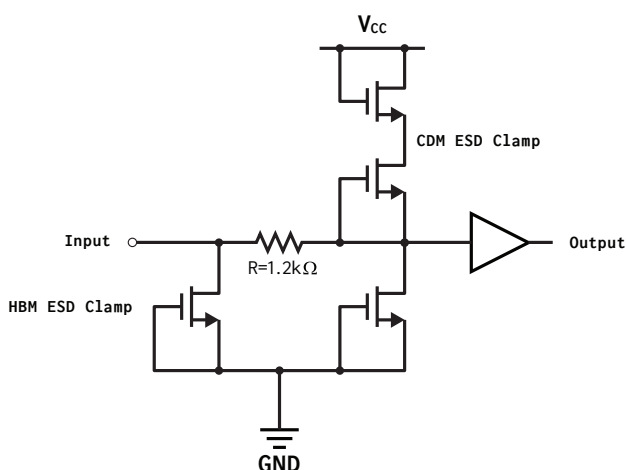 VCC
CDM ESD Clamp
Input
R=1.2kΩ
Output
HBM ESD Clamp
GND